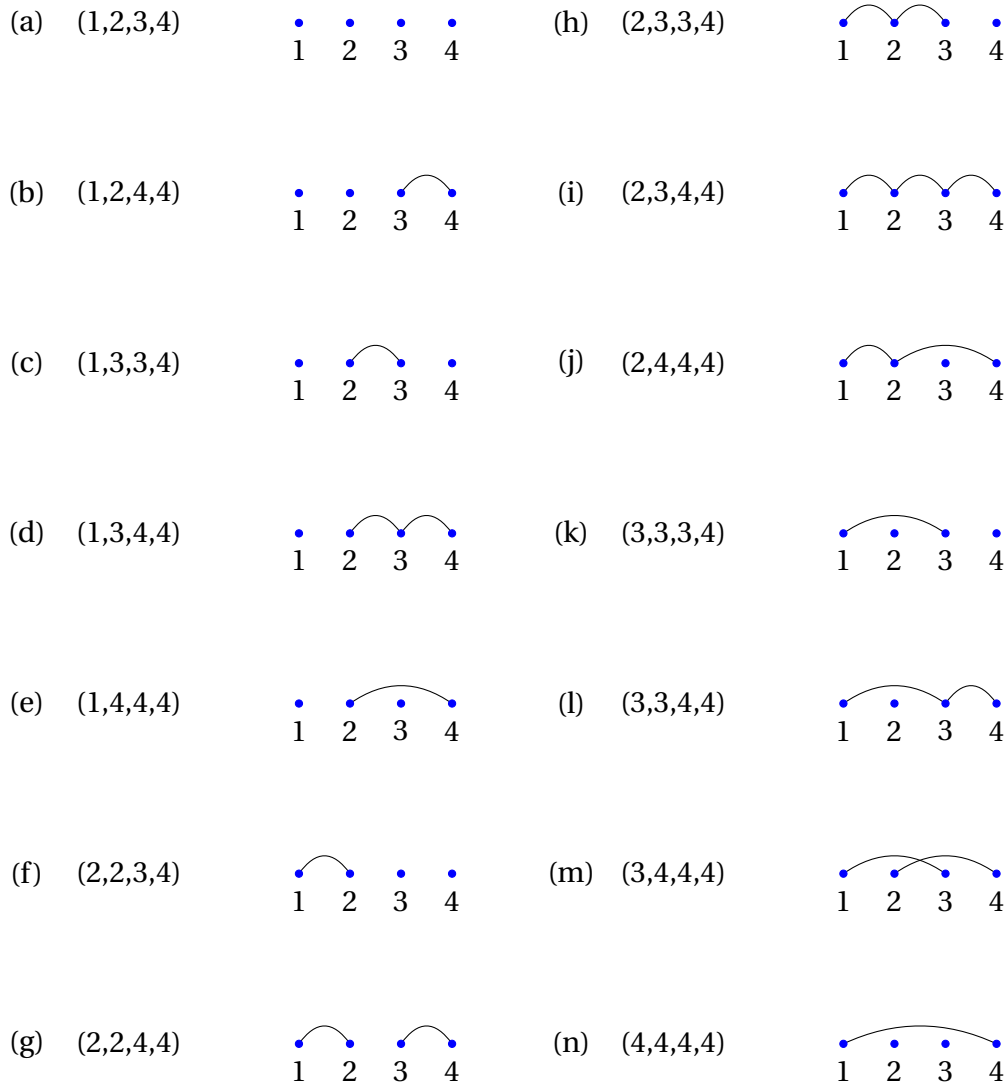 (a) (1,2,3,4)
1 2 3 4
(b) (1,2,4,4)
1 2 3 4
(c) (1,3,3,4)
1 2 3 4
(d) (1,3,4,4)
1 2 3 4
(e) (1,4,4,4)
1 2 3 4
(f) (2,2,3,4)
1 2 3 4
(g) (2,2,4,4)
1 2 3 4
(h) (2,3,3,4)
1 2 3 4
(i) (2,3,4,4)
1 2 3 4
(j) (2,4,4,4)
1 2 3 4
(k) (3,3,3,4)
1 2 3 4
(l) (3,3,4,4)
1 2 3 4
(m) (3,4,4,4)
1 2 3 4
(n) (4,4,4,4)
1 2 3 4